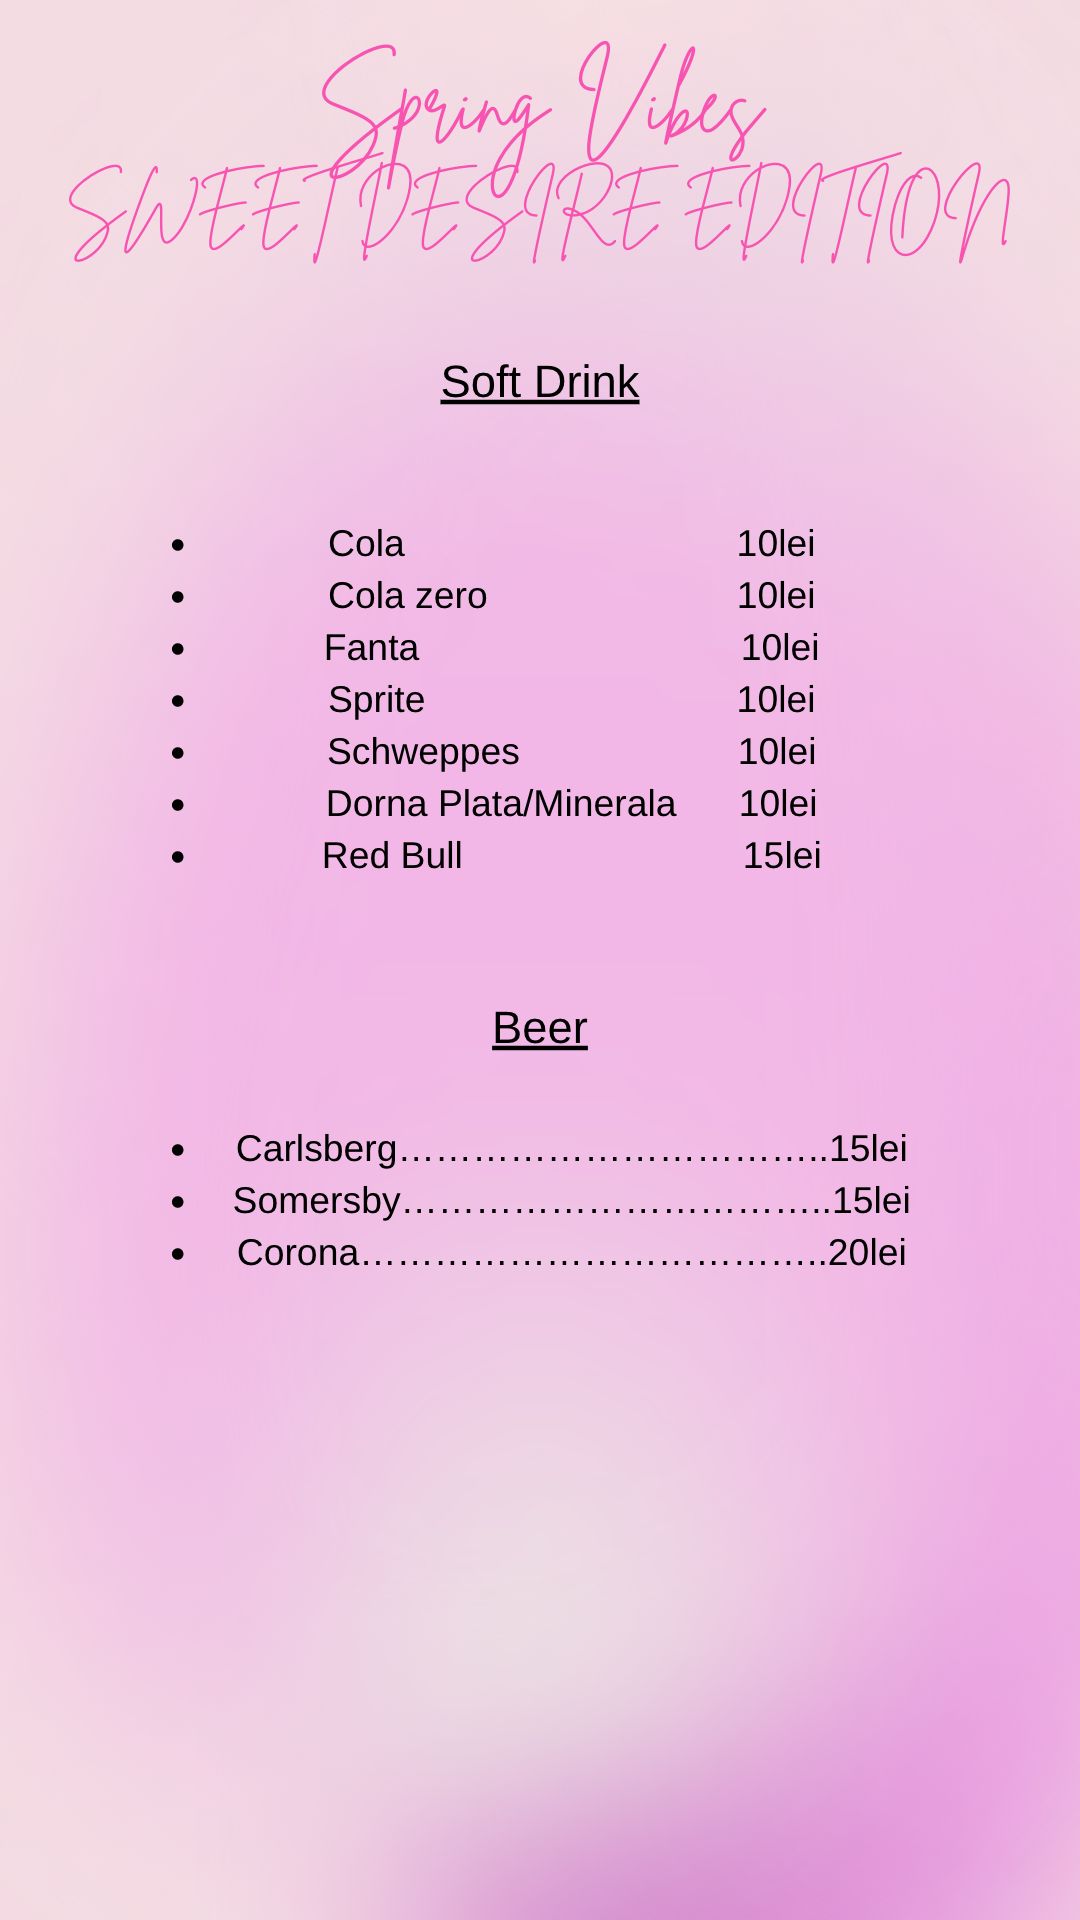 Spring Vibes
SWEET DESIRE EDITION
Soft Drink
• Cola 10lei
• Cola zero 10lei
• Fanta 10lei
• Sprite 10lei
• Schweppes 10lei
• Dorna Plata/Minerala 10lei
• Red Bull 15lei
Beer
• Carlsberg……………………………..15lei
• Somersby……………………………..15lei
• Corona………………………………..20lei